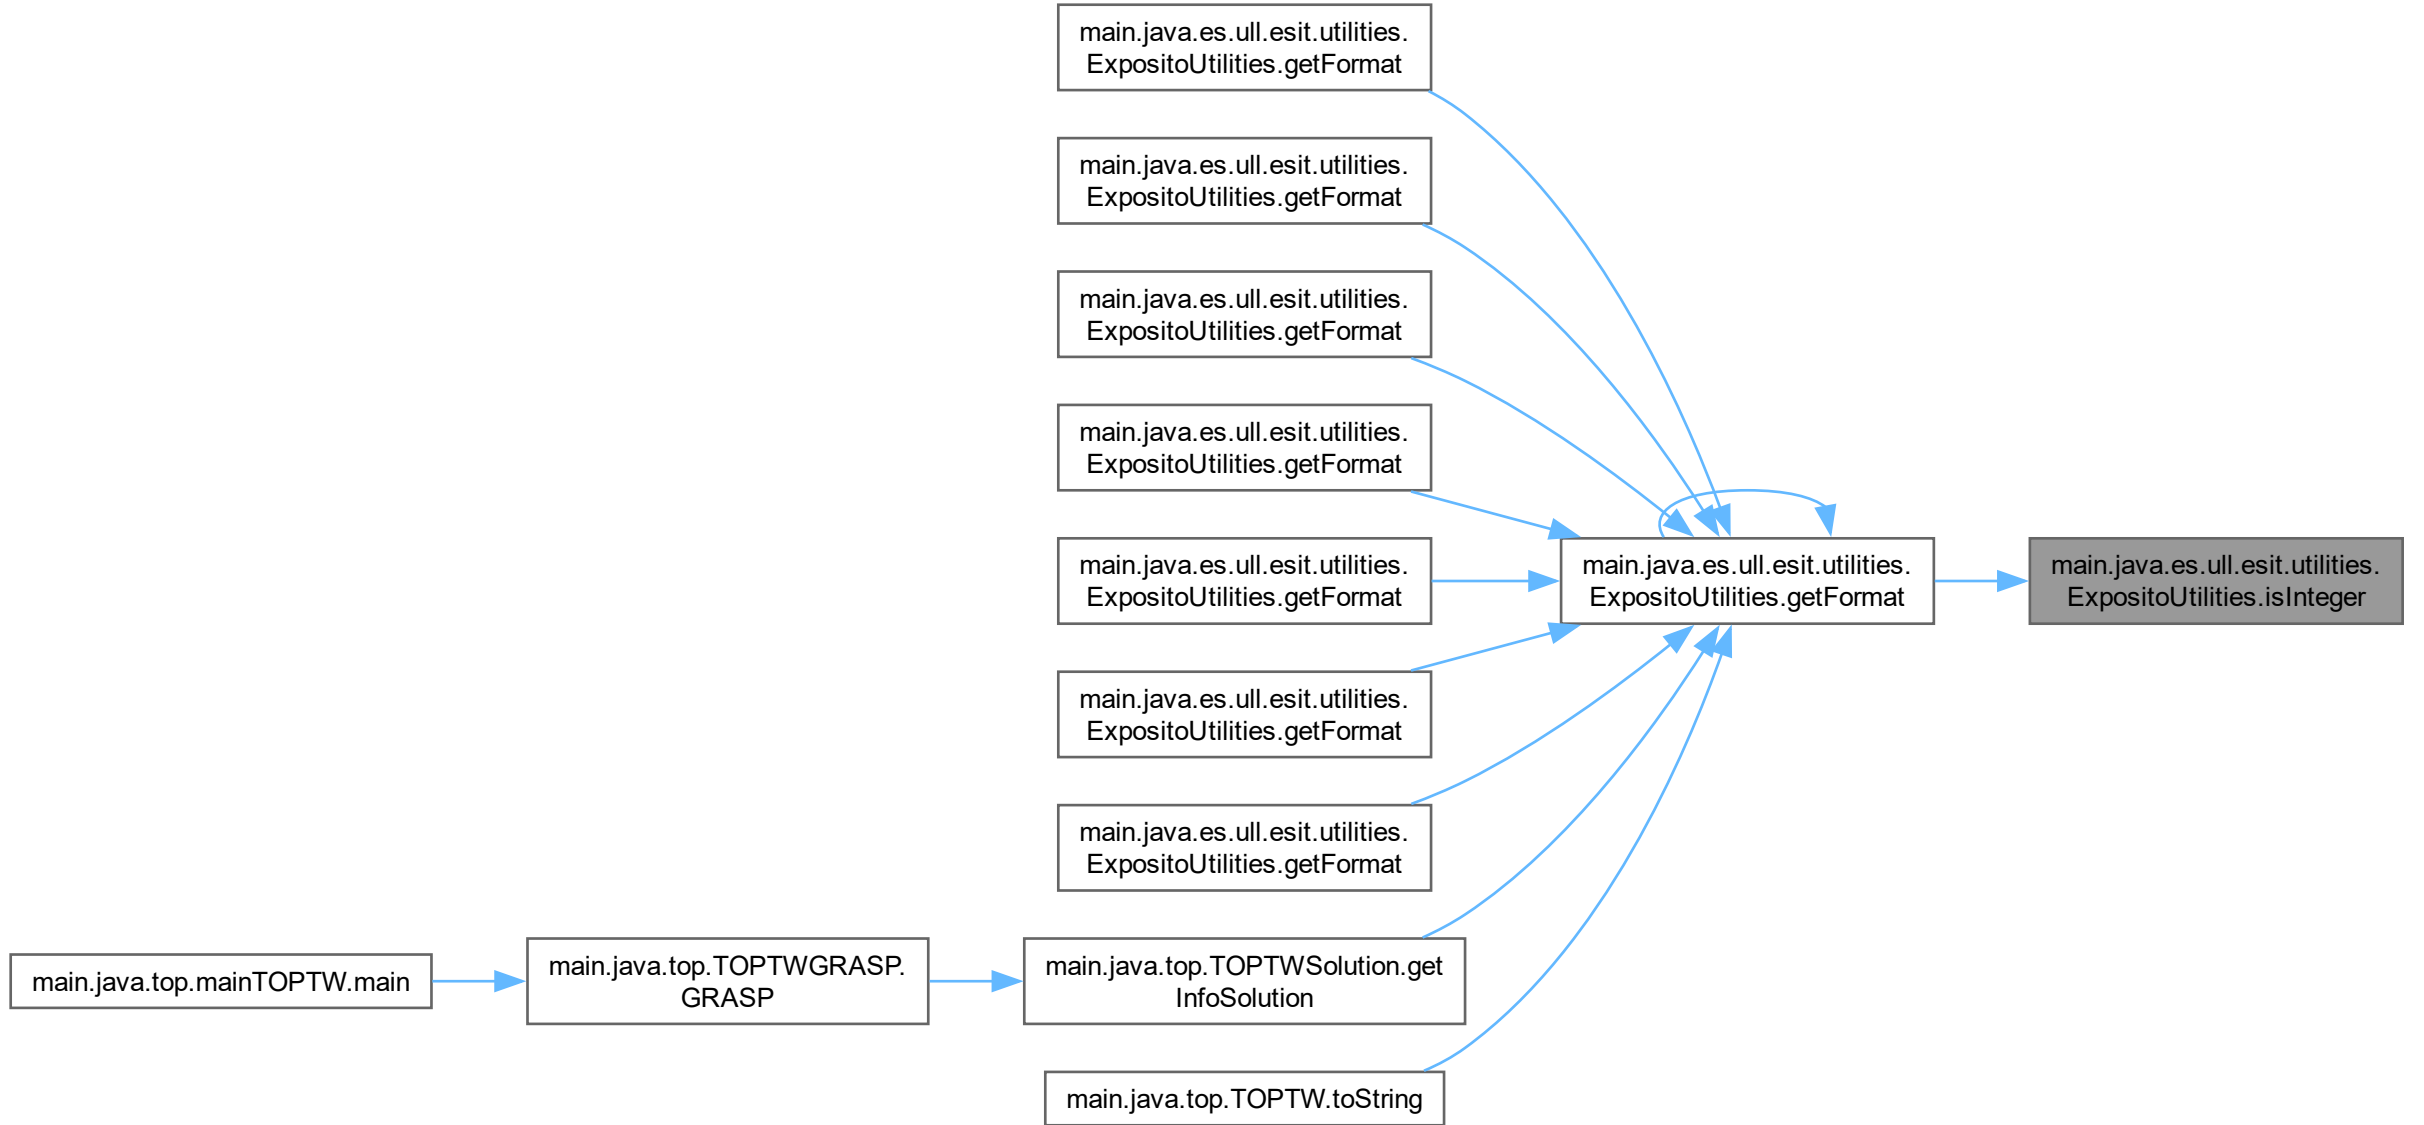 main.java.es.ull.esit.utilities.
ExpositoUtilities.getFormat
main.java.es.ull.esit.utilities.
ExpositoUtilities.getFormat
main.java.es.ull.esit.utilities.
ExpositoUtilities.getFormat
main.java.es.ull.esit.utilities.
ExpositoUtilities.getFormat
main.java.es.ull.esit.utilities.
ExpositoUtilities.getFormat
main.java.es.ull.esit.utilities.
ExpositoUtilities.getFormat
main.java.es.ull.esit.utilities.
ExpositoUtilities.isInteger
main.java.es.ull.esit.utilities.
ExpositoUtilities.getFormat
main.java.es.ull.esit.utilities.
ExpositoUtilities.getFormat
main.java.top.mainTOPTW.main
main.java.top.TOPTWGRASP.
GRASP
main.java.top.TOPTWSolution.get
InfoSolution
main.java.top.TOPTW.toString